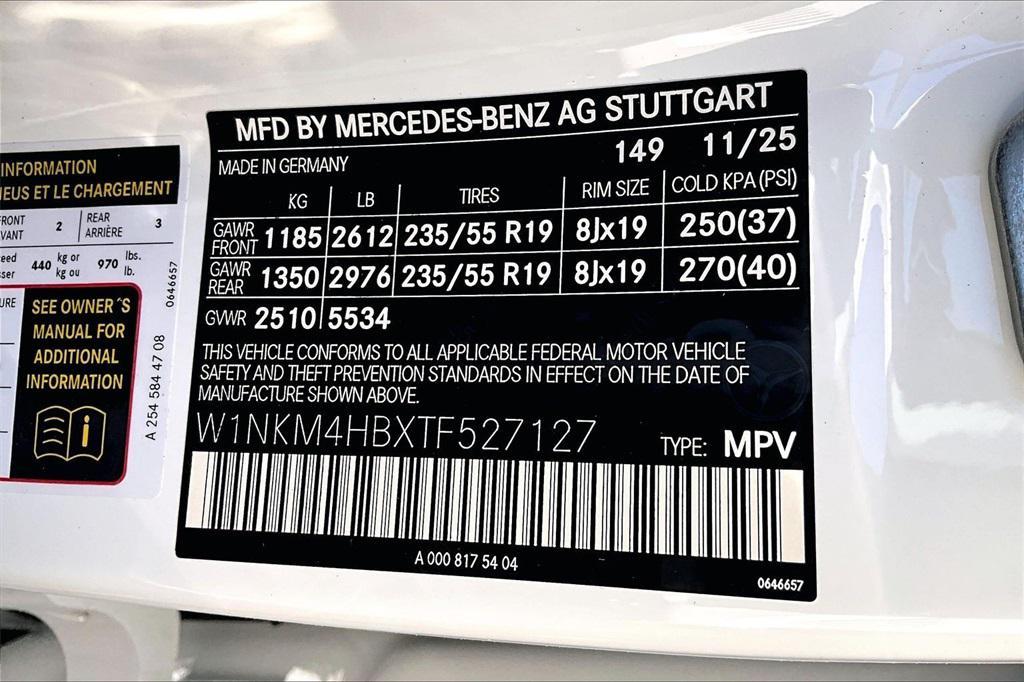 MFD BY MERCEDES-BENZ AG STUTTGART
MADE IN GERMANY 149 11/25
KG LB TIRES RIM SIZE COLD KPA (PSI)
GAWR FRONT 1185 2612 235/55 R19 8Jx19 250(37)
GAWR REAR 1350 2976 235/55 R19 8Jx19 270(40)
GVWR 2510 5534
THIS VEHICLE CONFORMS TO ALL APPLICABLE FEDERAL MOTOR VEHICLE
SAFETY AND THEFT PREVENTION STANDARDS IN EFFECT ON THE DATE OF
MANUFACTURE SHOWN ABOVE.
W1NKM4HBXTF527127 TYPE: MPV
A 000 817 54 04
0646657
INFORMATION
ET LE CHARGEMENT
2 REAR 3
ARRIÈRE
440 kg or 970 lbs.
kg ou lb.
0646657
SEE OWNER´S
MANUAL FOR
ADDITIONAL
INFORMATION
A 254 584 47 08